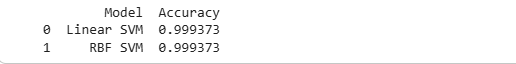 Model Accuracy
0 Linear SVM 0.999373
1 RBF SVM 0.999373